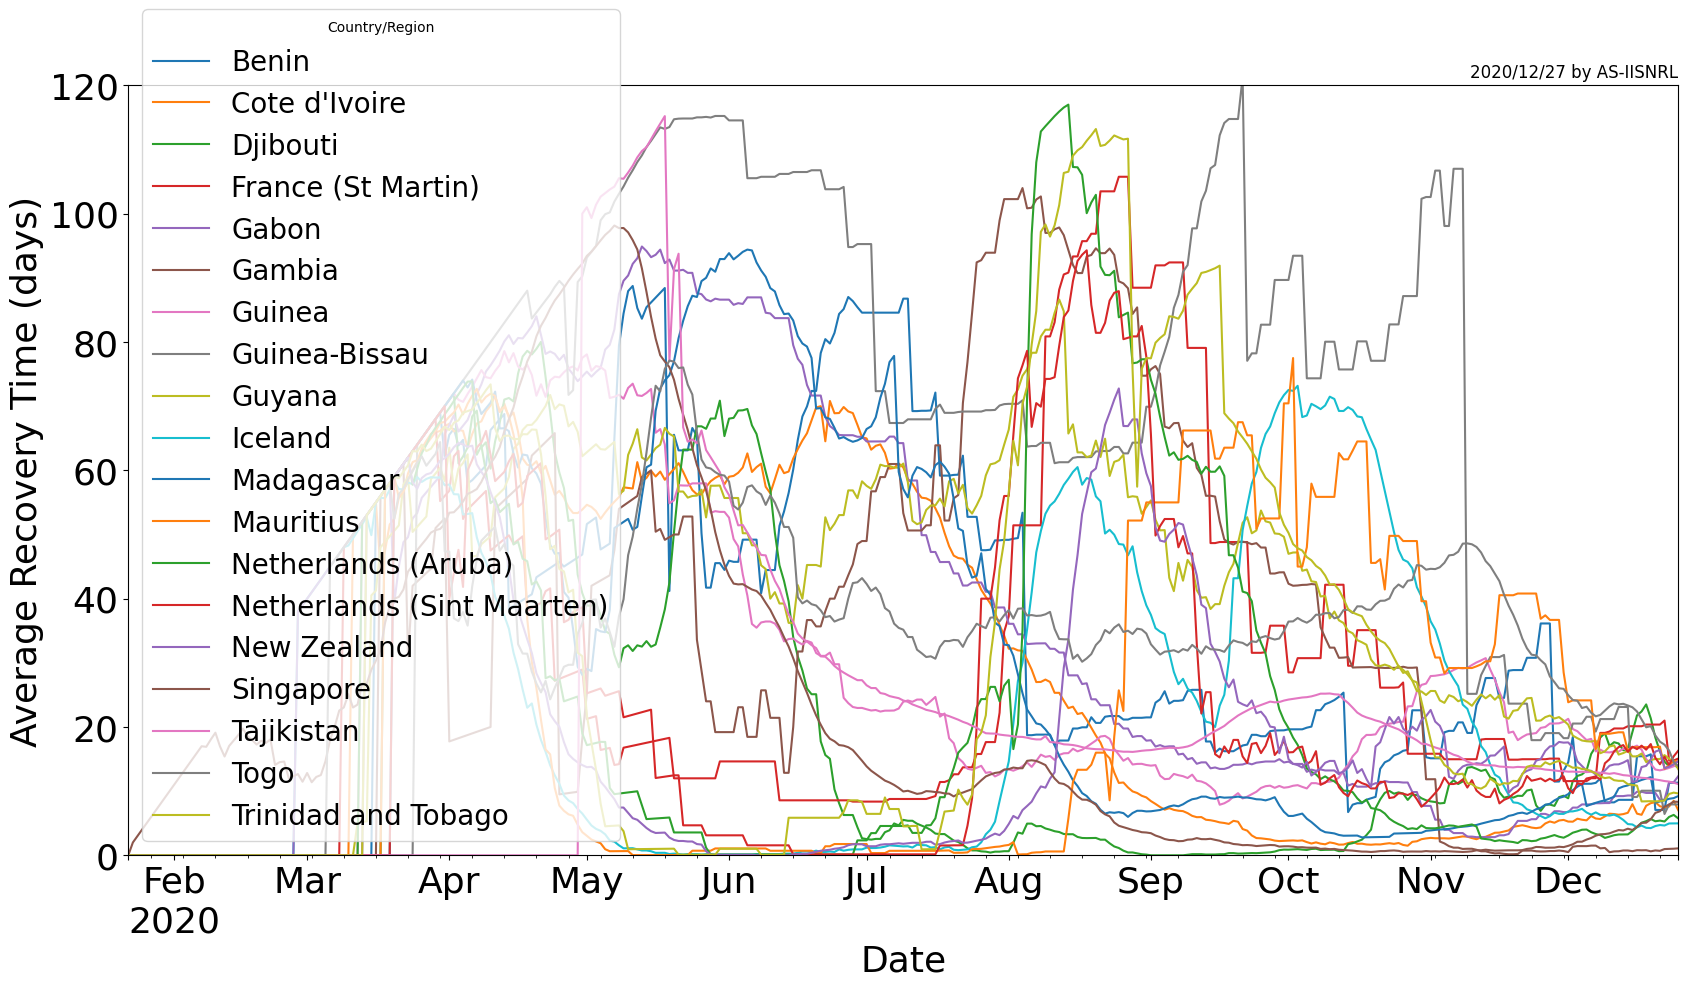 Country/Region
Benin
Cote d'Ivoire
Djibouti
France (St Martin)
Gabon
Gambia
Guinea
Guinea-Bissau
Guyana
Iceland
Madagascar
Mauritius
Netherlands (Aruba)
Netherlands (Sint Maarten)
New Zealand
Singapore
Tajikistan
Togo
Trinidad and Tobago
2020/12/27 by AS-IISNRL
Average Recovery Time (days)
120
100
80
60
40
20
0
Feb Mar Apr May Jun Jul Aug Sep Oct Nov Dec
2020
Date